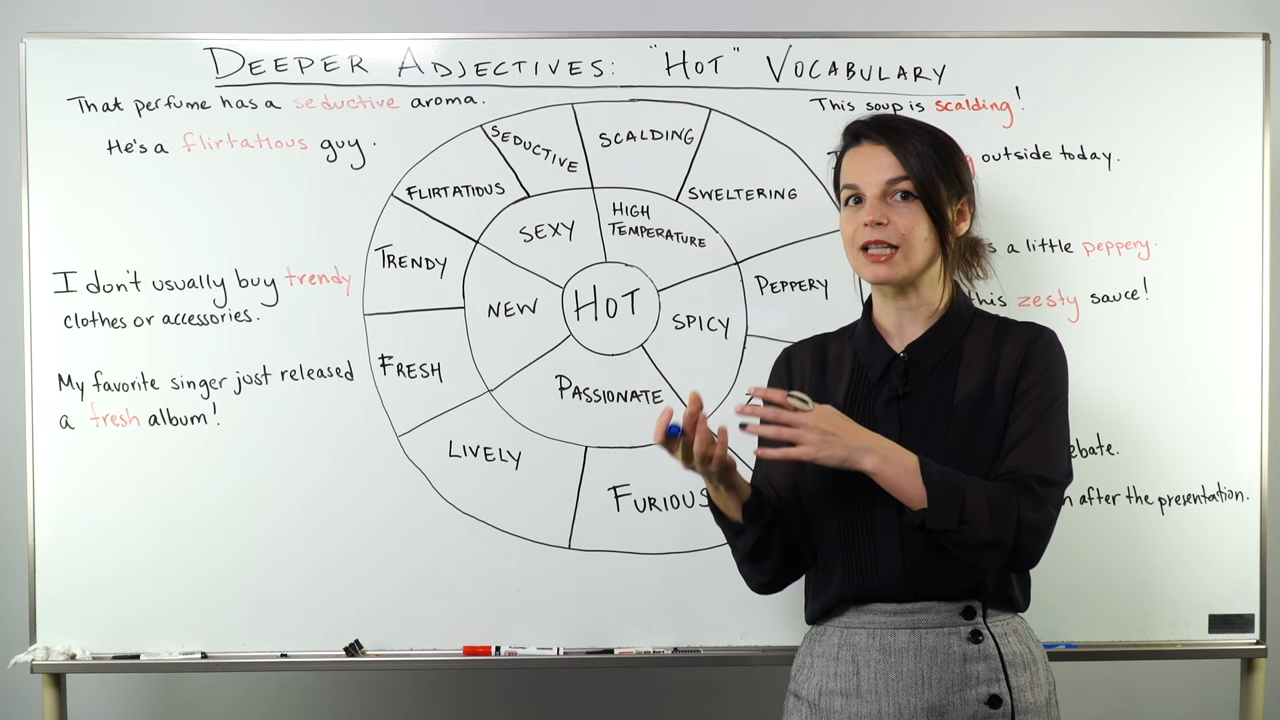 DEEPER ADJECTIVES: "HOT" VOCABULARY
That perfume has a seductive aroma.
He's a flirtatious guy.
I don't usually buy trendy
clothes or accessories.
My favorite singer just released
a fresh album!
HOT
SEXY
HIGH
TEMPERATURE
SPICY
PASSIONATE
NEW
SEDUCTIVE
SCALDING
SWELTERING
PEPPERY
FURIOUS
LIVELY
FRESH
TRENDY
FLIRTATIOUS
This soup is scalding!
outside today.
a little peppery.
this zesty sauce!
after the presentation.